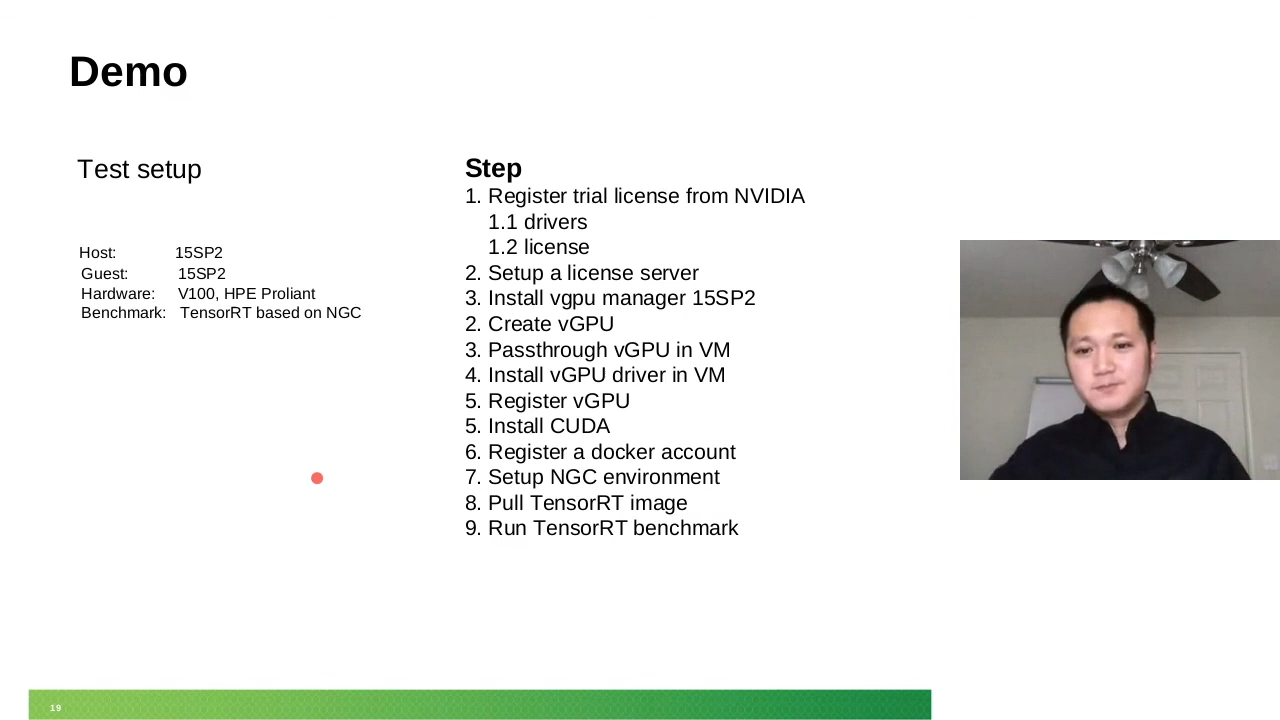 Demo
Test setup
Host: 15SP2
Guest: 15SP2
Hardware: V100, HPE Proliant
Benchmark: TensorRT based on NGC
Step
1. Register trial license from NVIDIA
1.1 drivers
1.2 license
2. Setup a license server
3. Install vgpu manager 15SP2
2. Create vGPU
3. Passthrough vGPU in VM
4. Install vGPU driver in VM
5. Register vGPU
5. Install CUDA
6. Register a docker account
7. Setup NGC environment
8. Pull TensorRT image
9. Run TensorRT benchmark
19